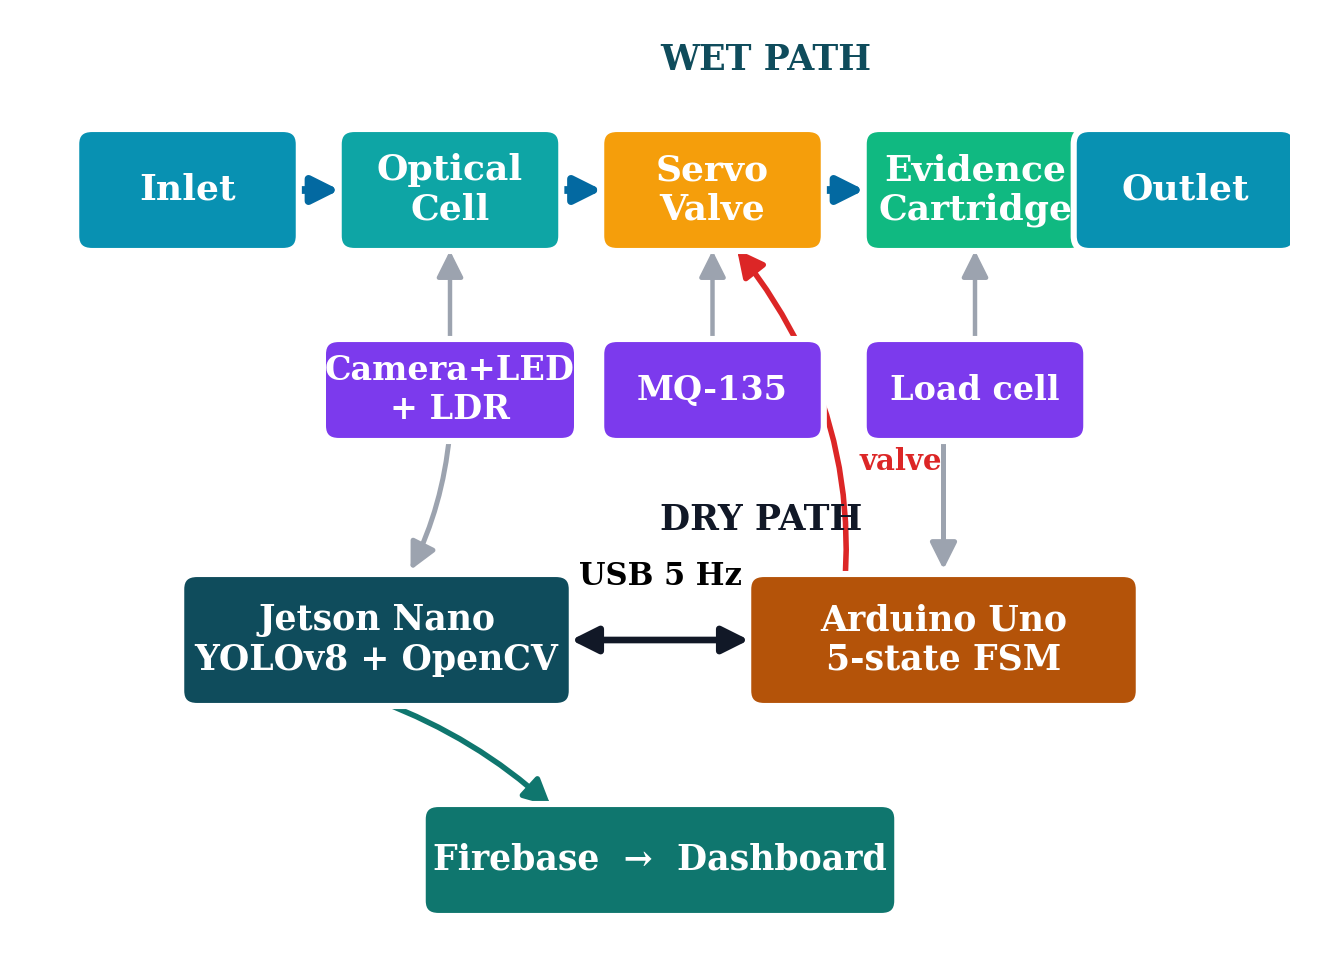 WET PATH
Inlet
Optical
Cell
Servo
Valve
Evidence
Cartridge
Outlet
Camera+LED
+ LDR
MQ-135
Load cell
valve
DRY PATH
USB 5 Hz
Jetson Nano
YOLOv8 + OpenCV
Arduino Uno
5-state FSM
Firebase → Dashboard